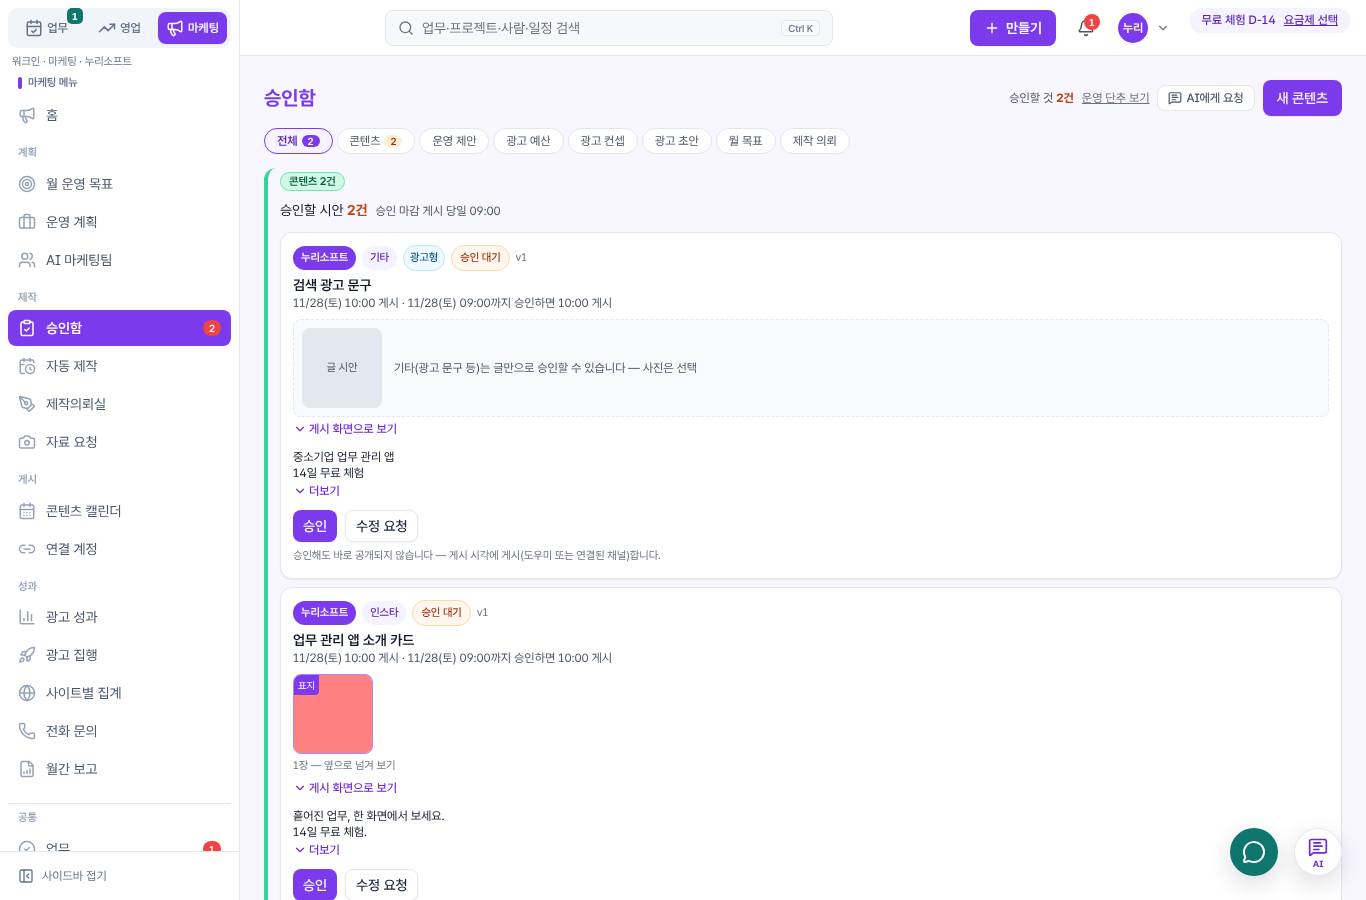 업무 1
영업
마케팅
워크인 · 마케팅 · 누리소프트
마케팅 메뉴
홈
계획
월 운영 목표
운영 계획
AI 마케팅팀
제작
승인함 2
자동 제작
제작의뢰실
자료 요청
게시
콘텐츠 캘린더
연결 계정
성과
광고 성과
광고 집행
사이트별 집계
전화 문의
월간 보고
공통
업무 1
사이드바 접기
업무·프로젝트·사람·일정 검색 Ctrl K
만들기
1
누리
무료 체험 D-14 요금제 선택
승인함
승인할 것 2건 운영 단추 보기 AI에게 요청 새 콘텐츠
전체 2 콘텐츠 2 운영 제안 광고 예산 광고 컨셉 광고 초안 월 목표 제작 의뢰
콘텐츠 2건
승인할 시안 2건 승인 마감 게시 당일 09:00
누리소프트 기타 광고형 승인 대기 v1
검색 광고 문구
11/28(토) 10:00 게시 · 11/28(토) 09:00까지 승인하면 10:00 게시
글 시안
기타(광고 문구 등)는 글만으로 승인할 수 있습니다 — 사진은 선택
게시 화면으로 보기
중소기업 업무 관리 앱
14일 무료 체험
더보기
승인 수정 요청
승인해도 바로 공개되지 않습니다 — 게시 시각에 게시(도우미 또는 연결된 채널)합니다.
누리소프트 인스타 승인 대기 v1
업무 관리 앱 소개 카드
11/28(토) 10:00 게시 · 11/28(토) 09:00까지 승인하면 10:00 게시
표지
1장 — 옆으로 넘겨 보기
게시 화면으로 보기
흩어진 업무, 한 화면에서 보세요.
14일 무료 체험.
더보기
승인 수정 요청
AI